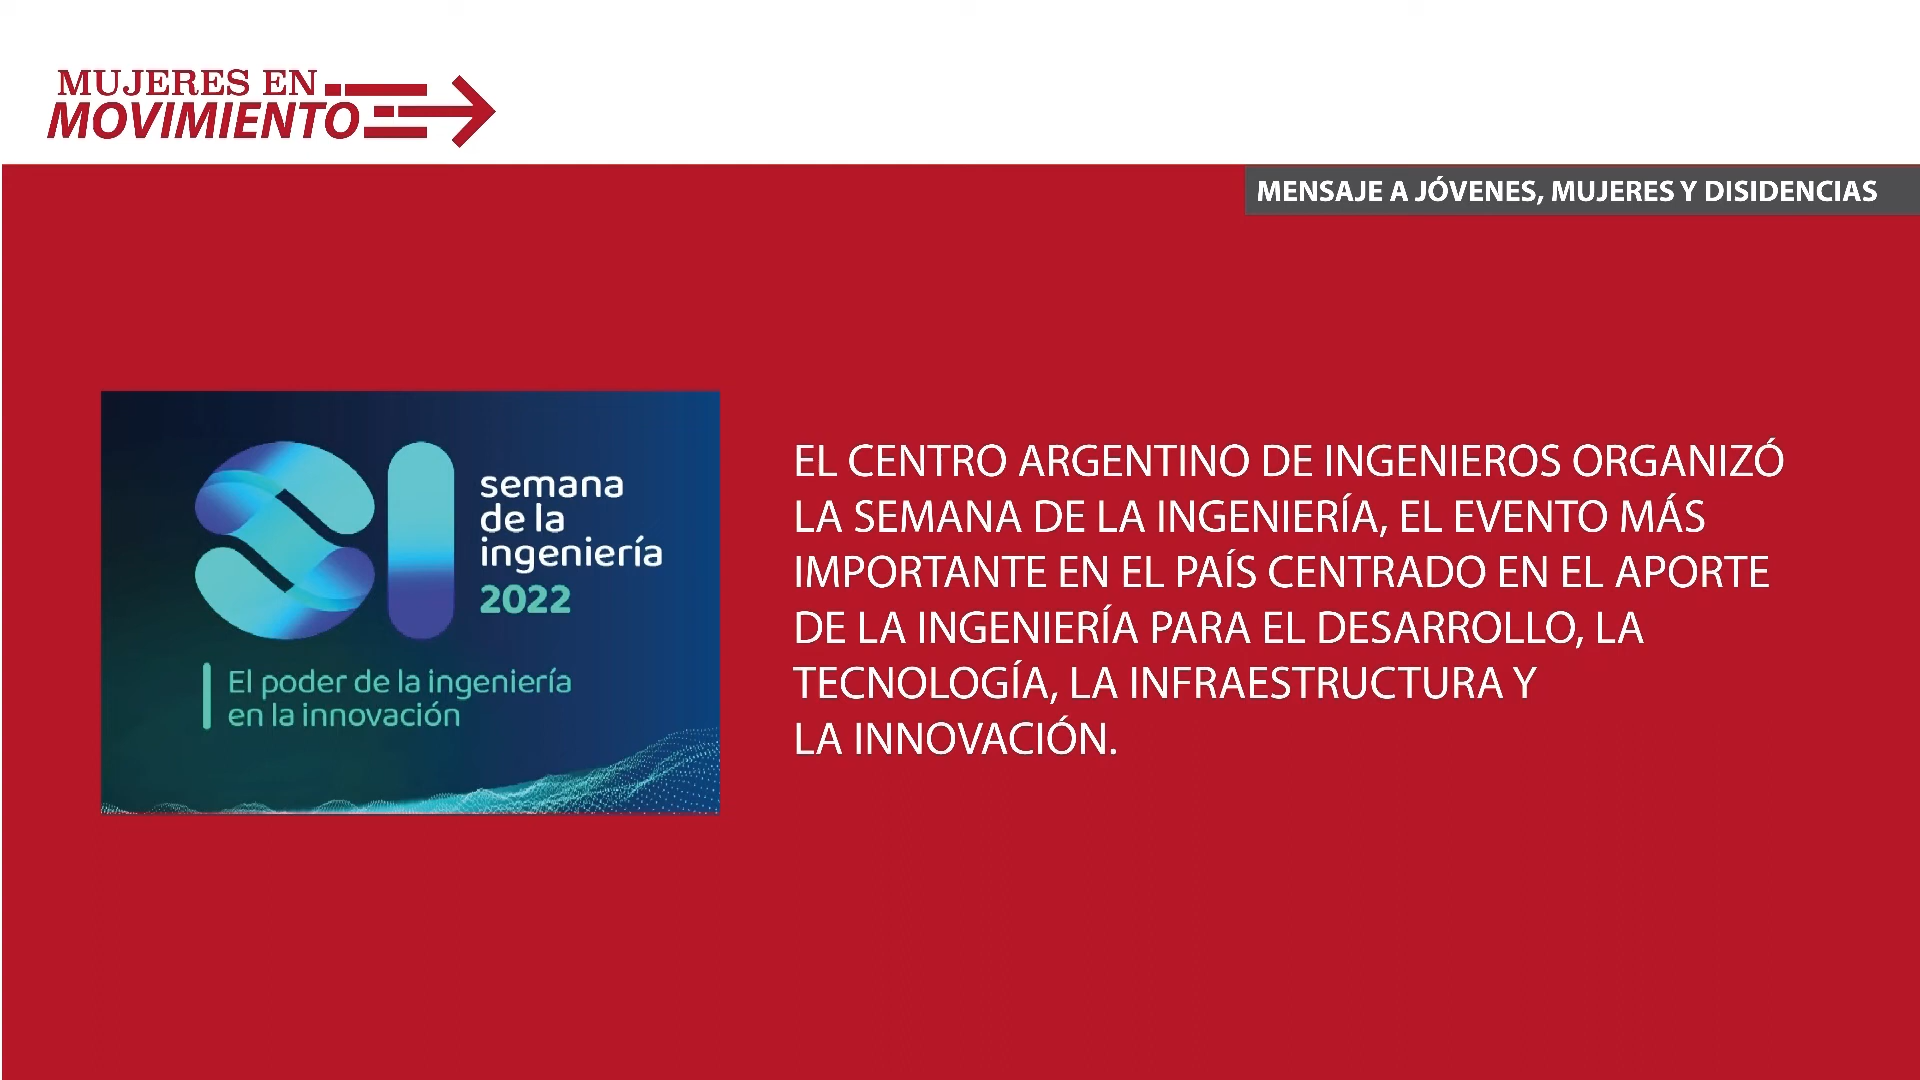 MUJERES EN
MOVIMIENTO
MENSAJE A JÓVENES, MUJERES Y DISIDENCIAS
SI
semana
de la
ingeniería
2022
El poder de la ingeniería
en la innovación
EL CENTRO ARGENTINO DE INGENIEROS ORGANIZÓ
LA SEMANA DE LA INGENIERÍA, EL EVENTO MÁS
IMPORTANTE EN EL PAÍS CENTRADO EN EL APORTE
DE LA INGENIERÍA PARA EL DESARROLLO, LA
TECNOLOGÍA, LA INFRAESTRUCTURA Y
LA INNOVACIÓN.